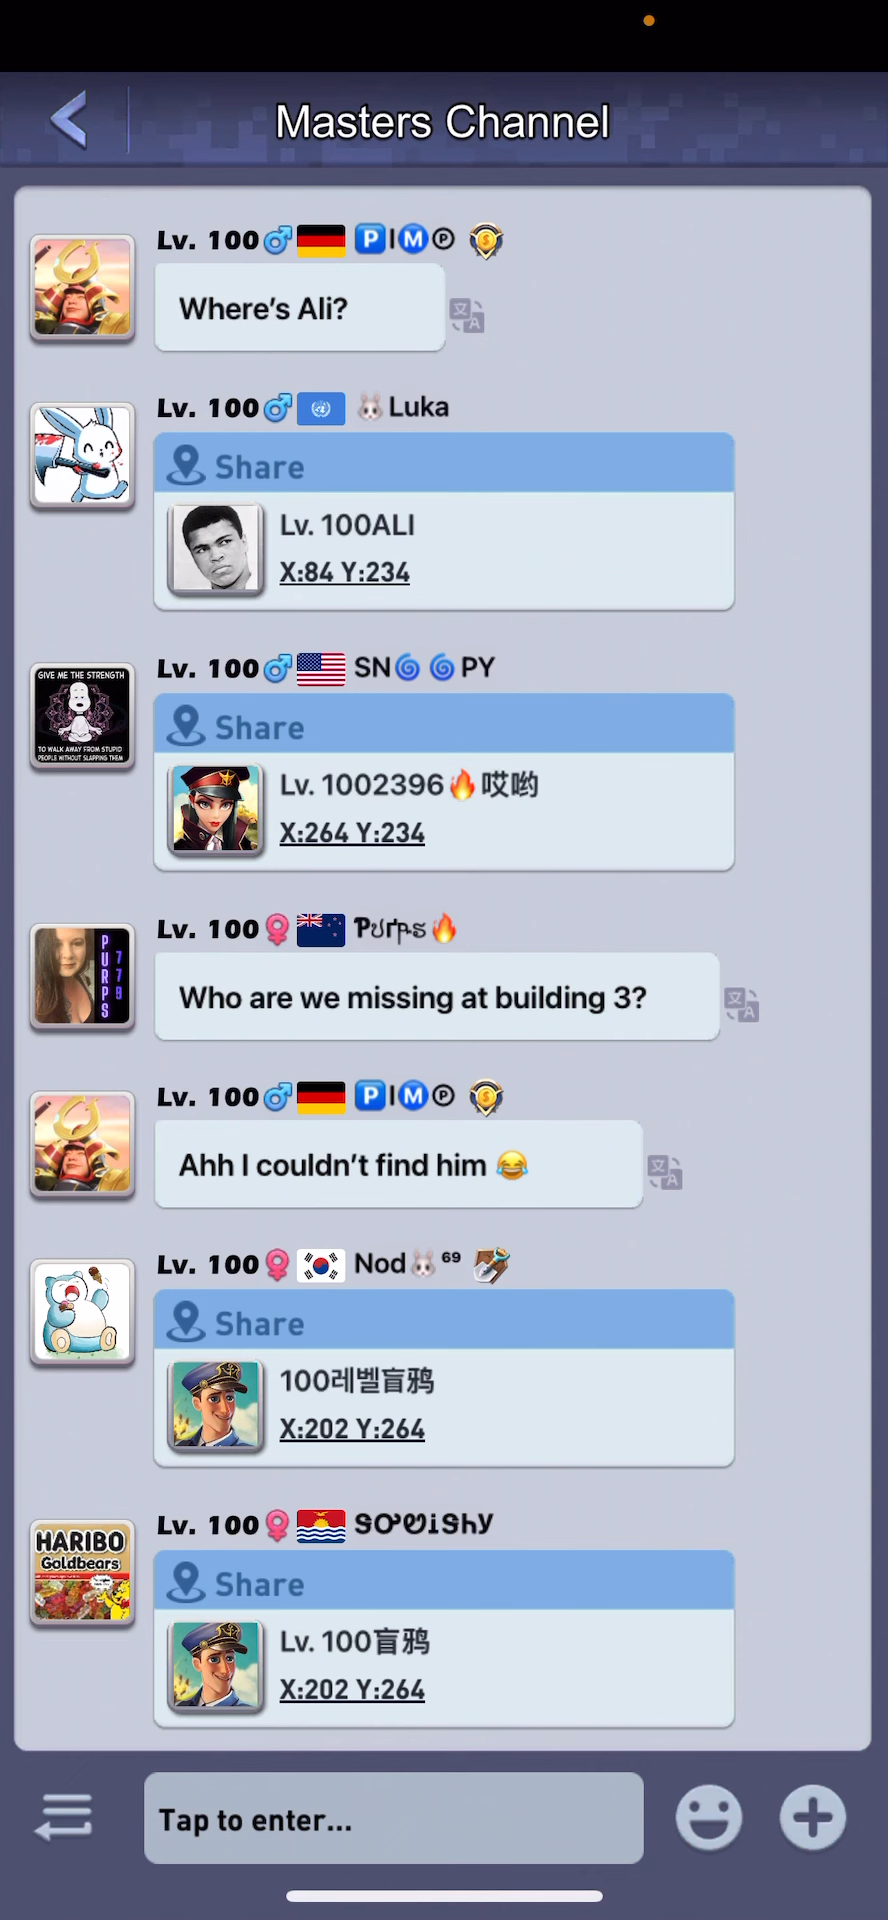 Masters Channel
Lv. 100 🇩🇪 🅿IⓂ℗
Where's Ali?
Lv. 100 🐰Luka
Share
Lv. 100ALI
X:84 Y:234
Lv. 100 SN🌀🌀PY
GIVE ME THE STRENGTH
TO WALK AWAY FROM STUPID
PEOPLE WITHOUT SLAPPING THEM
Share
Lv. 1002396🔥哎哟
X:264 Y:234
Lv. 100
PURPS
779
Who are we missing at building 3?
Lv. 100 🅿IⓂ℗
Ahh I couldn't find him 😂
Lv. 100 Nod🐰⁶⁹
Share
100레벨盲鸦
X:202 Y:264
Lv. 100
HARIBO
Goldbears
Share
Lv. 100盲鸦
X:202 Y:264
Tap to enter...